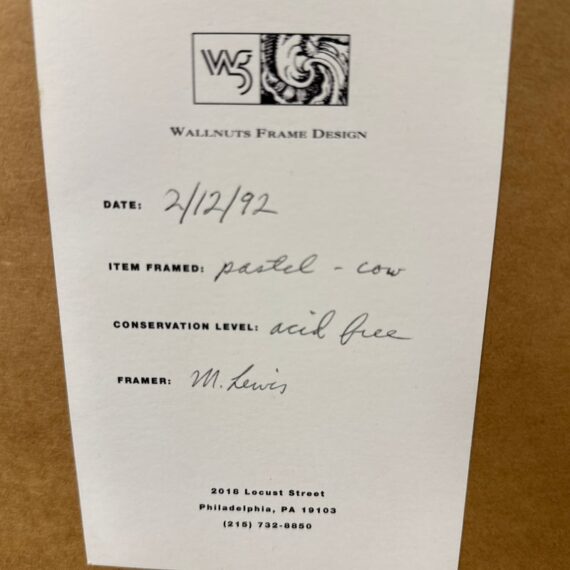 WALLNUTS FRAME DESIGN
DATE: 2/12/92
ITEM FRAMED: pastel - cow
CONSERVATION LEVEL: acid free
FRAMER: M. Lewis
2018 Locust Street
Philadelphia, PA 19103
(215) 732-8850